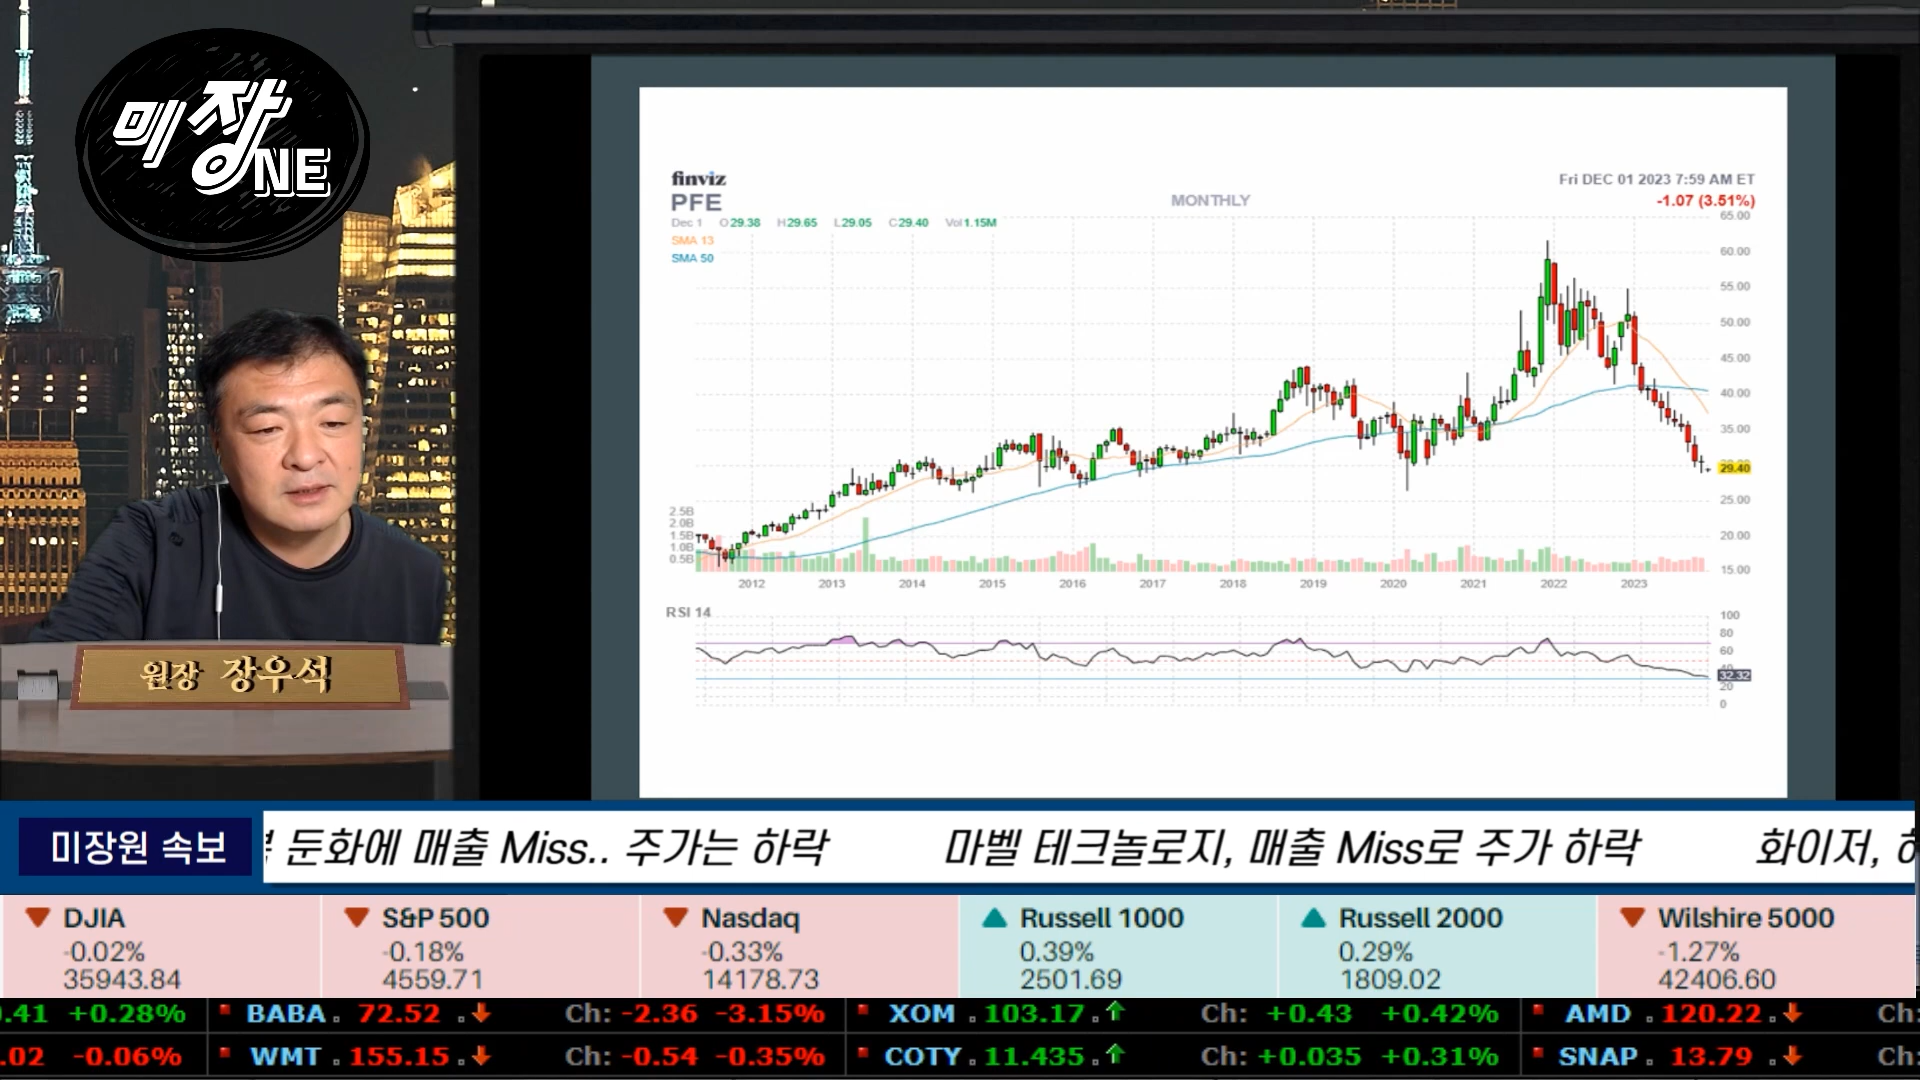 미장NE
finviz
Fri DEC 01 2023 7:59 AM ET
PFE
MONTHLY
-1.07 (3.51%)
Dec 1 O29.38 H29.65 L29.05 C29.40 Vol1.15M
SMA 13
SMA 50
65.00
60.00
55.00
50.00
45.00
40.00
35.00
29.40
25.00
20.00
15.00
2.5B
2.0B
1.5B
1.0B
0.5B
2012 2013 2014 2015 2016 2017 2018 2019 2020 2021 2022 2023
RSI 14
100
80
60
32.32
20
0
원장 장우석
미장원 속보
둔화에 매출 Miss.. 주가는 하락 마벨 테크놀로지, 매출 Miss로 주가 하락 화이저,
DJIA S&P 500 Nasdaq Russell 1000 Russell 2000 Wilshire 5000
-0.02% -0.18% -0.33% 0.39% 0.29% -1.27%
35943.84 4559.71 14178.73 2501.69 1809.02 42406.60
.41 +0.28% BABA 72.52 Ch: -2.36 -3.15% XOM 103.17 Ch: +0.43 +0.42% AMD 120.22 Ch:
.02 -0.06% WMT 155.15 Ch: -0.54 -0.35% COTY 11.435 Ch: +0.035 +0.31% SNAP 13.79 Ch: